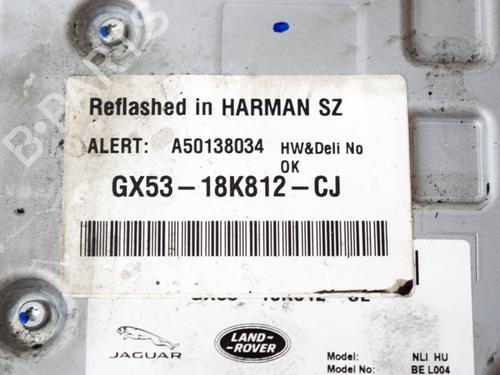 Reflashed in HARMAN SZ
ALERT: A50138034 HW&Deli No
OK
GX53-18K812-CJ
JAGUAR
LAND-
-ROVER
Model: NLI HU
Model No: BE L004
B-PARTS